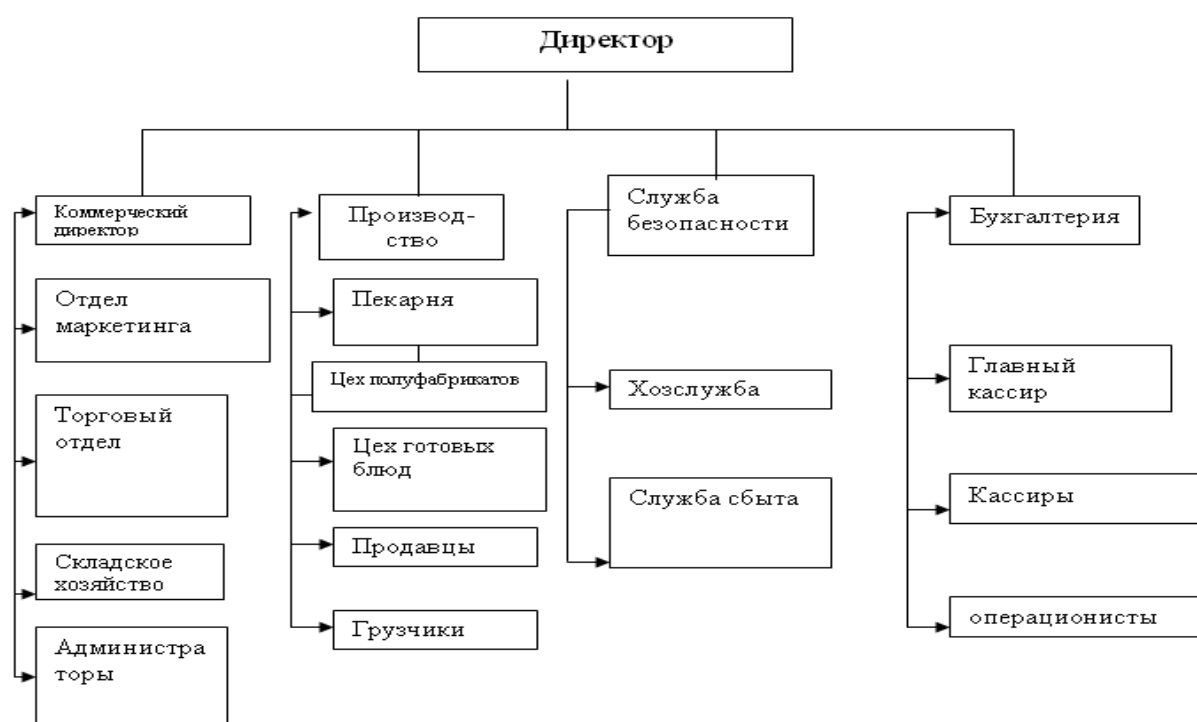 Директор
Коммерческий
директор
Отдел
маркетинга
Торговый
отдел
Складское
хозяйство
Администра
торы
Производ-
ство
Пекарня
Цех полуфабрикатов
Цех готовых
блюд
Продавцы
Грузчики
Служба
безопасности
Хозслужба
Служба сбыта
Бухгалтерия
Главный
кассир
Кассиры
операционисты